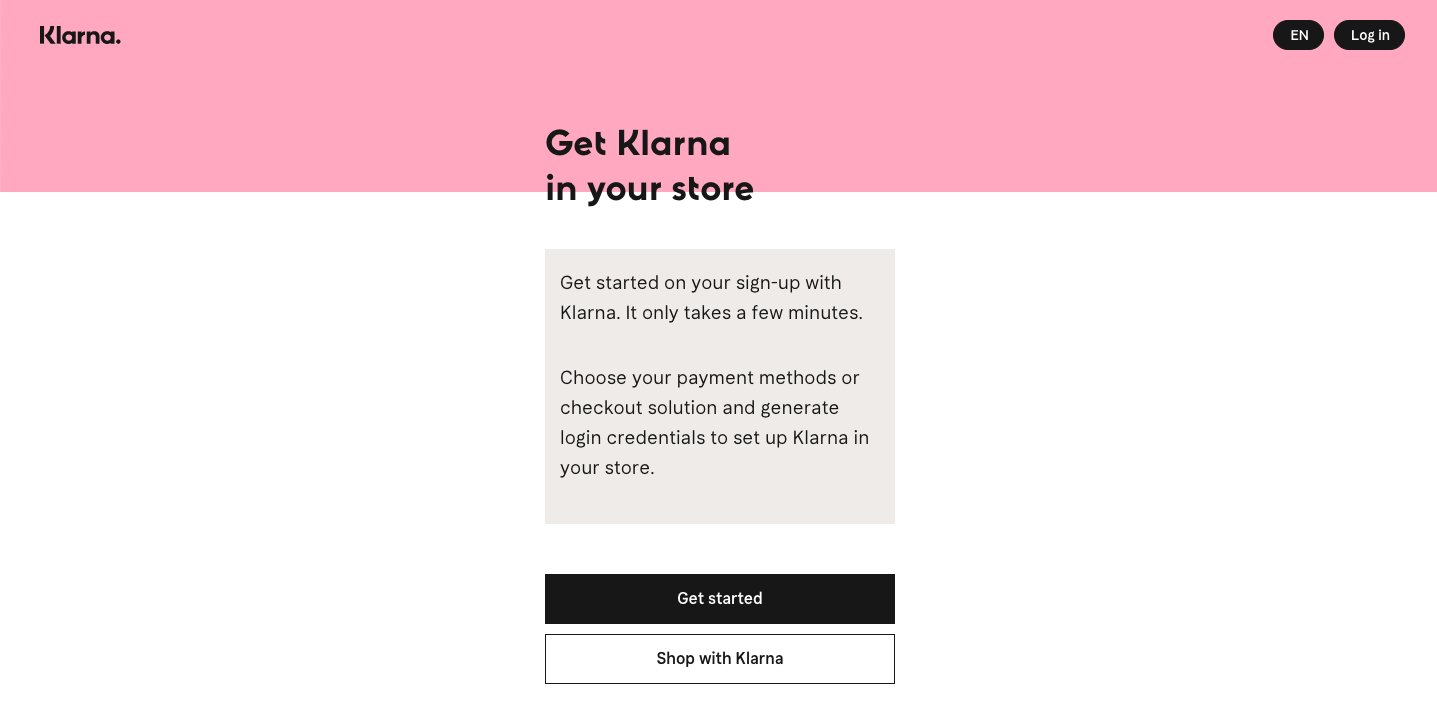 Klarna.
EN
Log in
Get Klarna
in your store
Get started on your sign-up with
Klarna. It only takes a few minutes.
Choose your payment methods or
checkout solution and generate
login credentials to set up Klarna in
your store.
Get started
Shop with Klarna